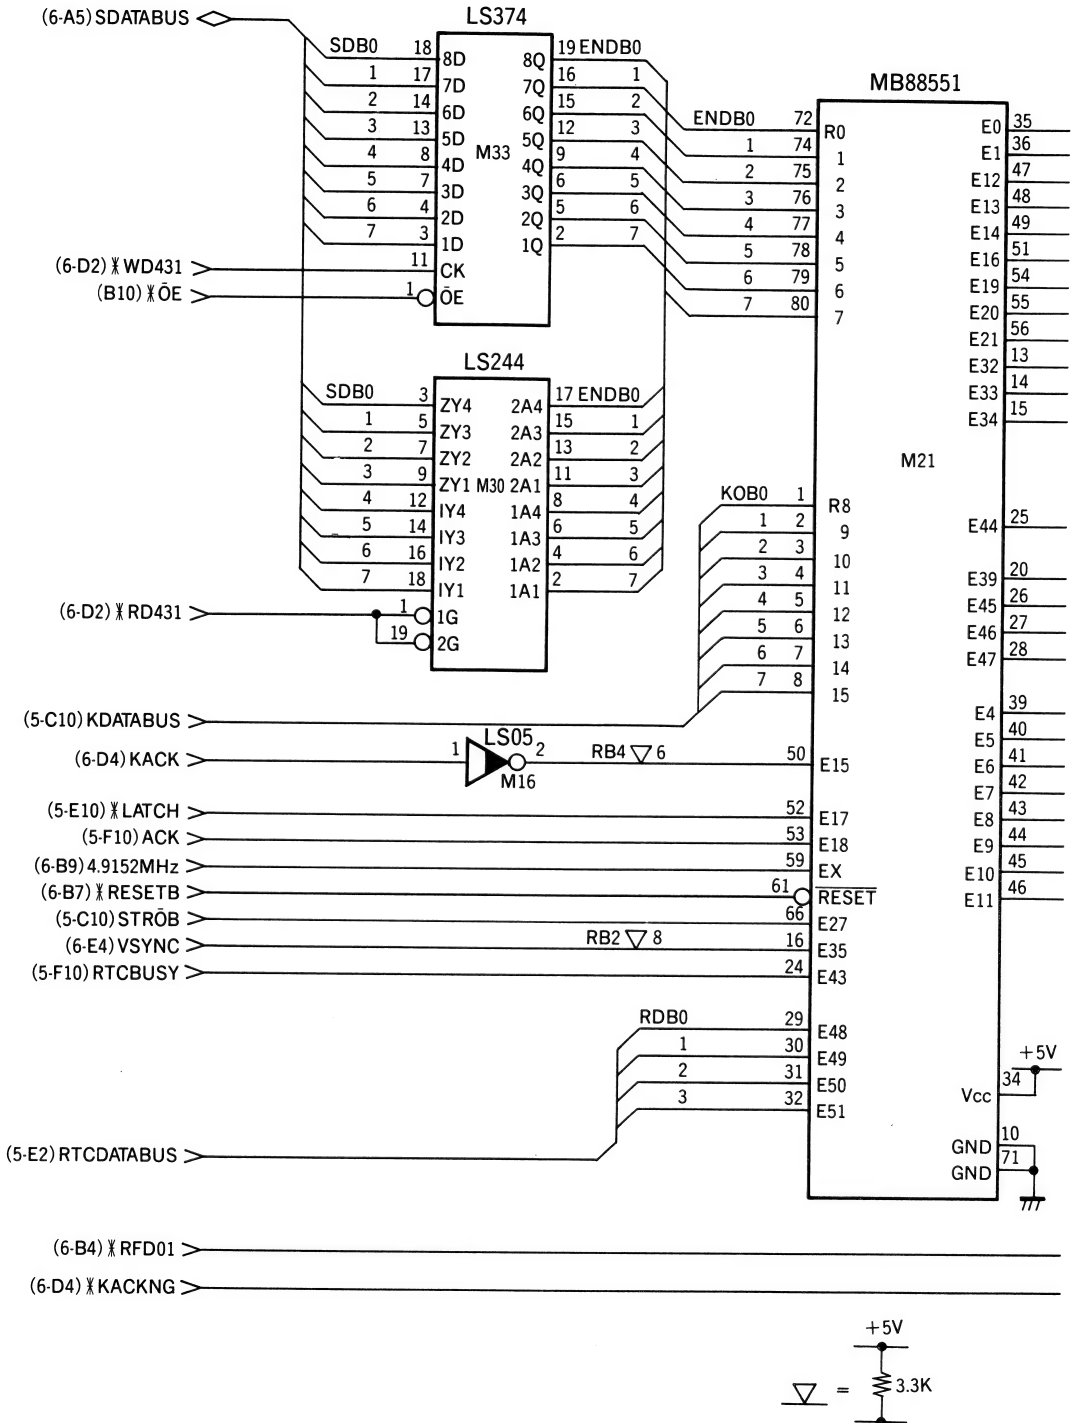 (6-A5) SDATABUS
LS374
SDB0 18 8D 8Q 19 ENDB0
1 17 7D 7Q 16 1
2 14 6D 6Q 15 2
3 13 5D 5Q 12 3
M33
4 8 4D 4Q 9 4
5 7 3D 3Q 6 5
6 4 2D 2Q 5 6
7 3 1D 1Q 2 7
(6-D2) ※WD431 11 CK
(B10) ※ŌE 1 ŌE
LS244
SDB0 3 ZY4 2A4 17 ENDB0
1 5 ZY3 2A3 15 1
2 7 ZY2 2A2 13 2
3 9 ZY1 M30 2A1 11 3
4 12 IY4 1A4 8 4
5 14 IY3 1A3 6 5
6 16 IY2 1A2 4 6
7 18 IY1 1A1 2 7
(6-D2) ※RD431 1 1G
19 2G
MB88551
ENDB0 72 R0
1 74 1
2 75 2
3 76 3
4 77 4
5 78 5
6 79 6
7 80 7
M21
KOB0 1 R8
1 2 9
2 3 10
3 4 11
4 5 12
5 6 13
6 7 14
7 8 15
(5-C10) KDATABUS
(6-D4) KACK 1 LS05 2 RB4 6 50 E15
M16
(5-E10) ※LATCH 52 E17
(5-F10) ACK 53 E18
(6-B9) 4.9152MHz 59 EX
(6-B7) ※RESETB 61 RESET
(5-C10) STRŌB 66 E27
(6-E4) VSYNC RB2 8 16 E35
(5-F10) RTCBUSY 24 E43
RDB0 29 E48
1 30 E49
2 31 E50
3 32 E51
(5-E2) RTCDATABUS
E0 35
E1 36
E12 47
E13 48
E14 49
E16 51
E19 54
E20 55
E21 56
E32 13
E33 14
E34 15
E44 25
E39 20
E45 26
E46 27
E47 28
E4 39
E5 40
E6 41
E7 42
E8 43
E9 44
E10 45
E11 46
+5V
Vcc 34
GND 10
GND 71
(6-B4) ※RFD01
(6-D4) ※KACKNG
+5V
= 3.3K